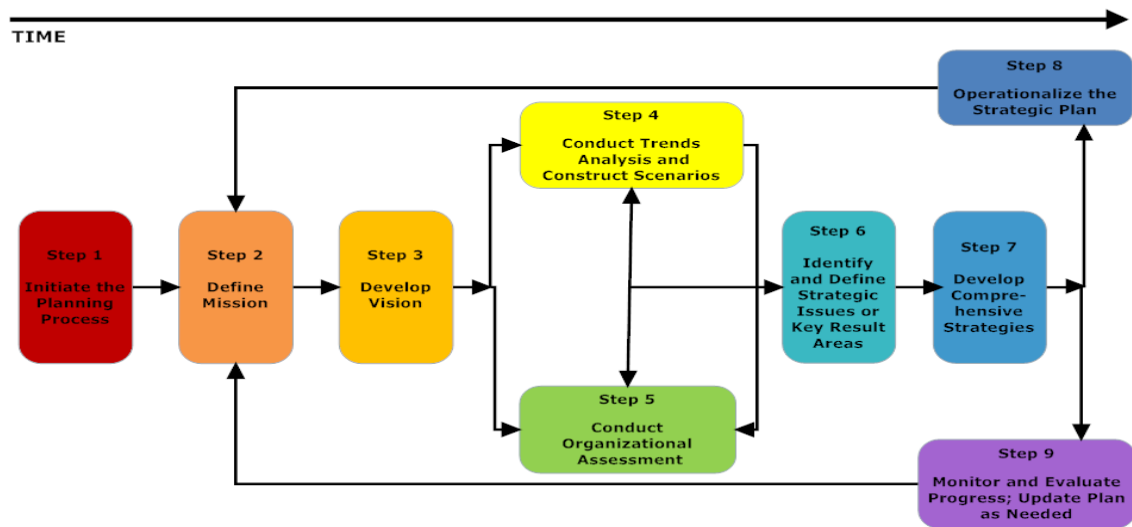 TIME
Step 1
Initiate the
Planning
Process
Step 2
Define
Mission
Step 3
Develop
Vision
Step 4
Conduct Trends
Analysis and
Construct Scenarios
Step 5
Conduct
Organizational
Assessment
Step 6
Identify
and Define
Strategic
Issues or
Key Result
Areas
Step 7
Develop
Compre-
hensive
Strategies
Step 8
Operationalize the
Strategic Plan
Step 9
Monitor and Evaluate
Progress; Update Plan
as Needed